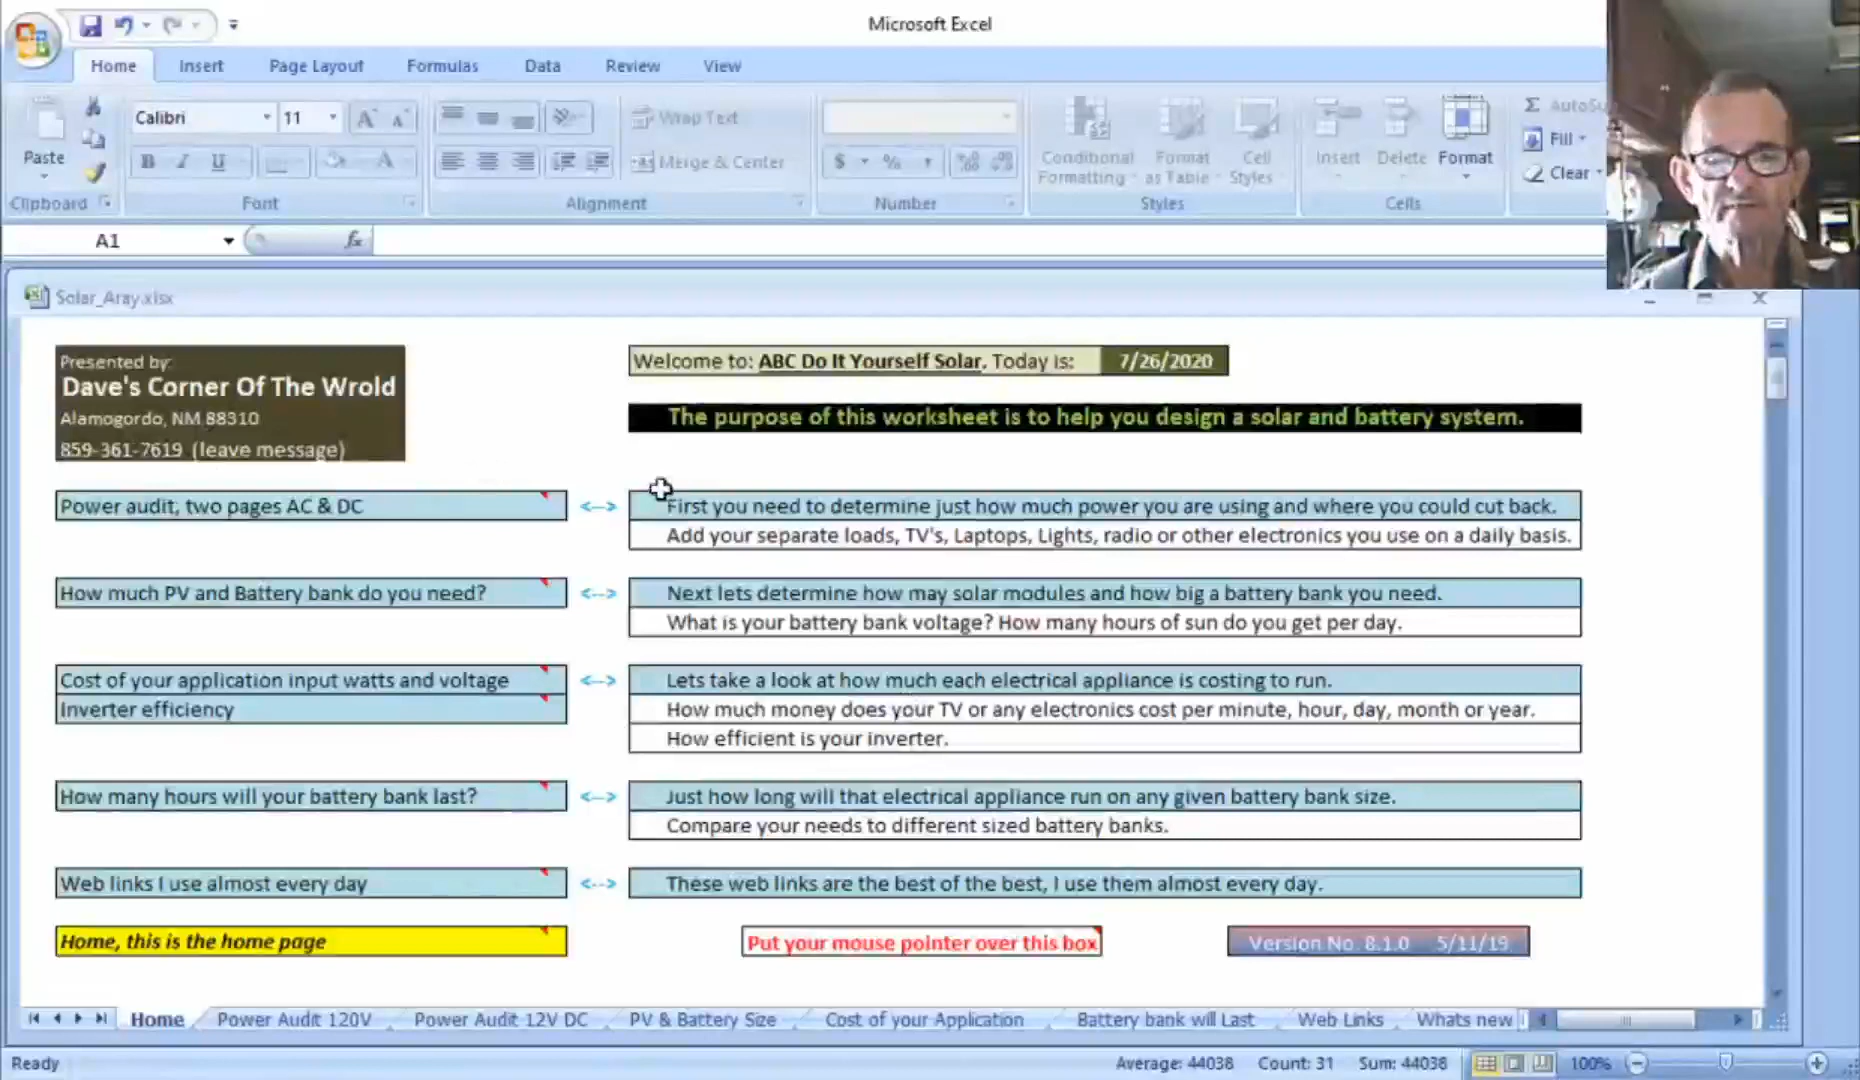 Microsoft Excel
Home Insert Page Layout Formulas Data Review View
Calibri 11 Wrap Text
Paste B I U Merge & Center $ % Conditional Formatting Format as Table Cell Styles Insert Delete Format Fill Clear
Clipboard Font Alignment Number Styles Cells
A1 fx
Solar_Aray.xlsx
Presented by:
Dave's Corner Of The Wrold
Alamogordo, NM 88310
859-361-7619 (leave message)
Welcome to: ABC Do It Yourself Solar. Today is: 7/26/2020
The purpose of this worksheet is to help you design a solar and battery system.
Power audit, two pages AC & DC <--> First you need to determine just how much power you are using and where you could cut back.
Add your separate loads, TV's, Laptops, Lights, radio or other electronics you use on a daily basis.
How much PV and Battery bank do you need? <--> Next lets determine how may solar modules and how big a battery bank you need.
What is your battery bank voltage? How many hours of sun do you get per day.
Cost of your application input watts and voltage <--> Lets take a look at how much each electrical appliance is costing to run.
Inverter efficiency How much money does your TV or any electronics cost per minute, hour, day, month or year.
How efficient is your inverter.
How many hours will your battery bank last? <--> Just how long will that electrical appliance run on any given battery bank size.
Compare your needs to different sized battery banks.
Web links I use almost every day <--> These web links are the best of the best, I use them almost every day.
Home, this is the home page Put your mouse pointer over this box Version No. 8.1.0 5/11/19
Home Power Audit 120V Power Audit 12V DC PV & Battery Size Cost of your Application Battery bank will Last Web Links Whats new
Ready Average: 44038 Count: 31 Sum: 44038 100%